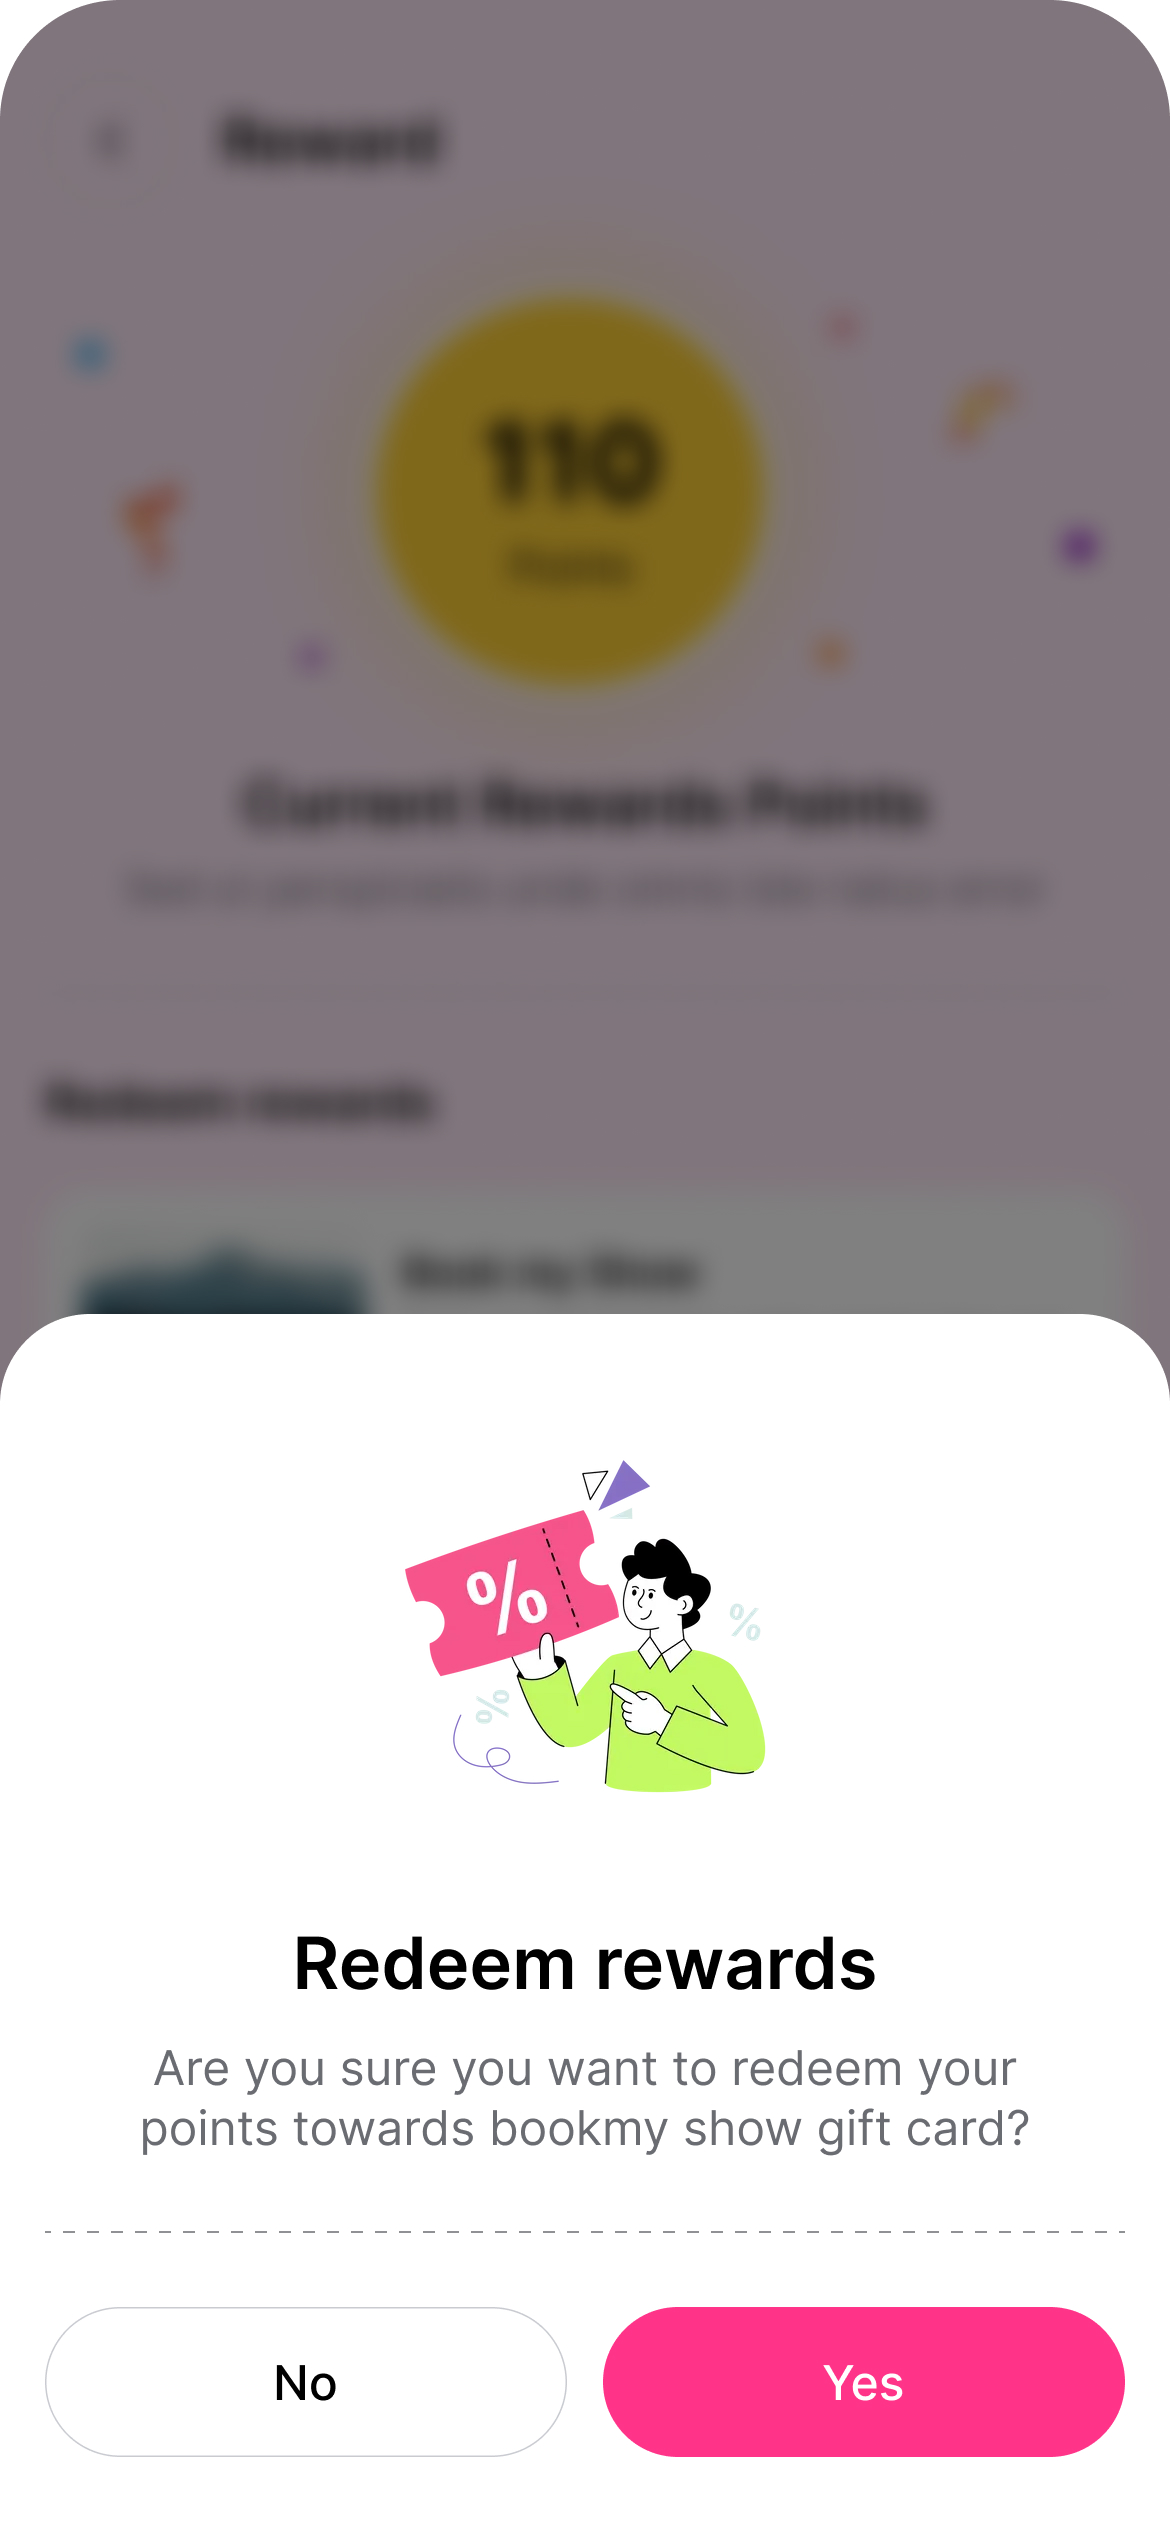 Reward
110
Points
Current Rewards Points
Redeem rewards
Book my Show
%
%
%
Redeem rewards
Are you sure you want to redeem your
points towards bookmy show gift card?
No
Yes